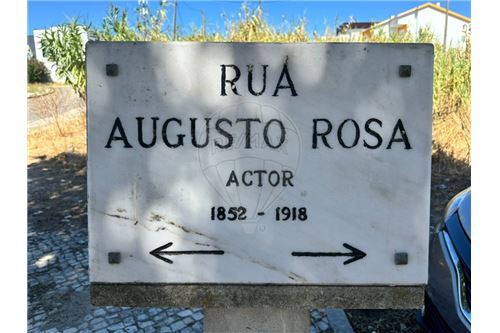 RUA
AUGUSTO ROSA
ACTOR
1852 - 1918